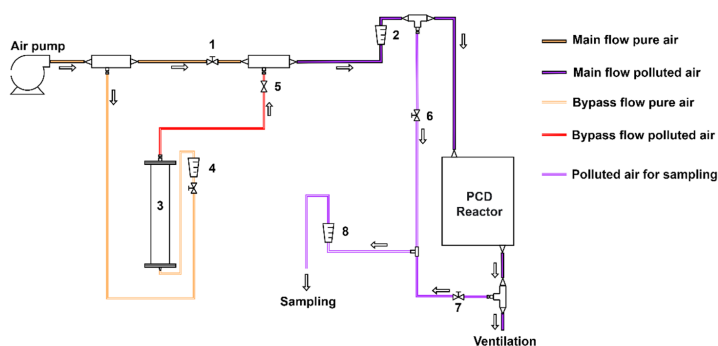 Air pump
1
2
Main flow pure air
Main flow polluted air
5
Bypass flow pure air
6
Bypass flow polluted air
4
Polluted air for sampling
3
PCD
Reactor
8
Sampling
7
Ventilation